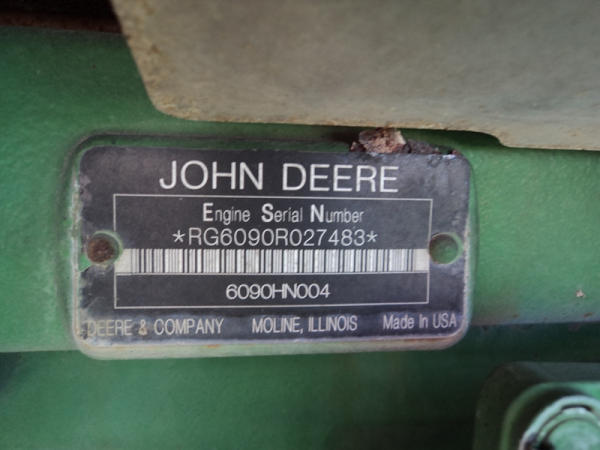 JOHN DEERE
Engine Serial Number
*RG6090R027483*
6090HN004
DEERE & COMPANY MOLINE, ILLINOIS Made In USA